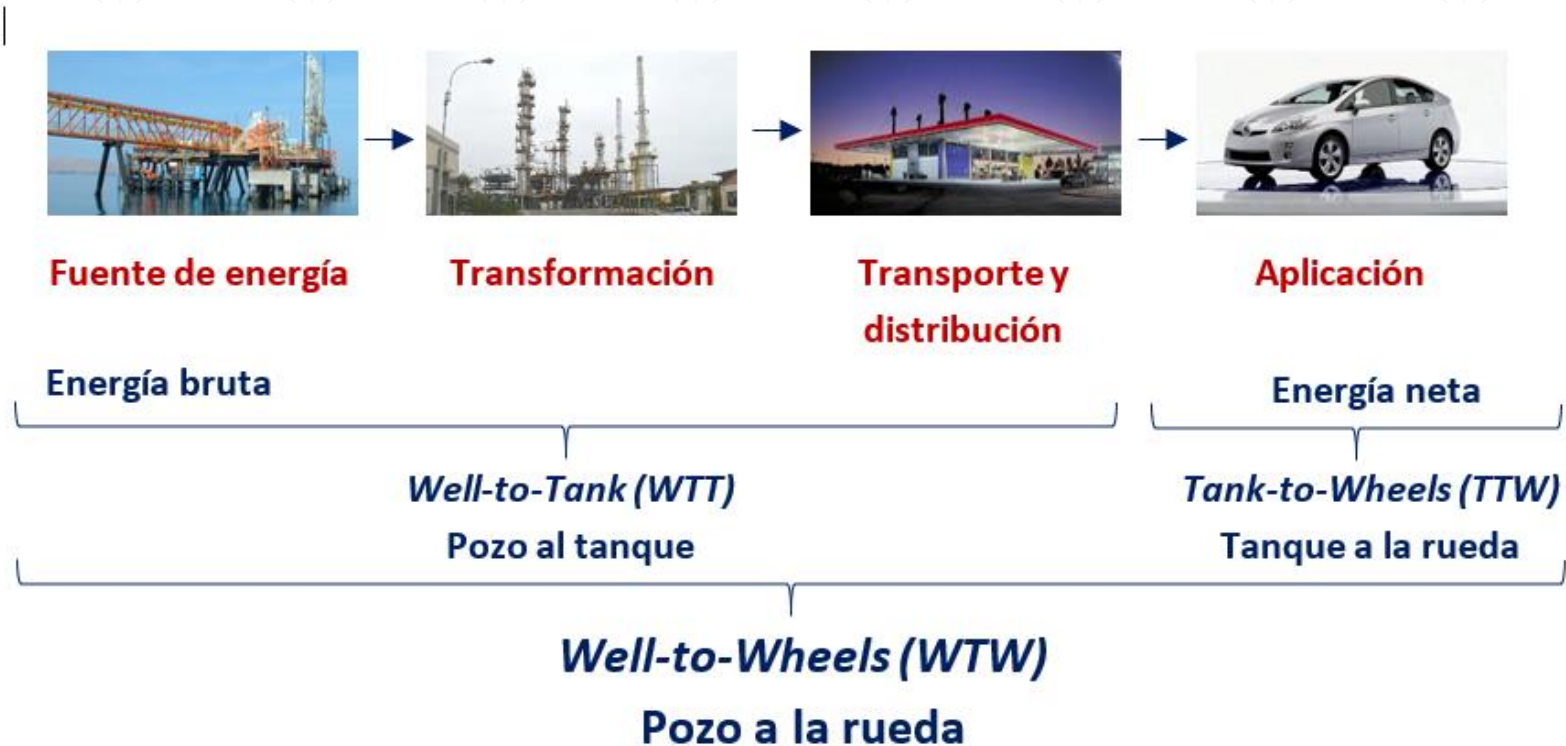 Fuente de energía
Transformación
Transporte y
distribución
Aplicación
Energía bruta
Energía neta
Well-to-Tank (WTT)
Pozo al tanque
Tank-to-Wheels (TTW)
Tanque a la rueda
Well-to-Wheels (WTW)
Pozo a la rueda